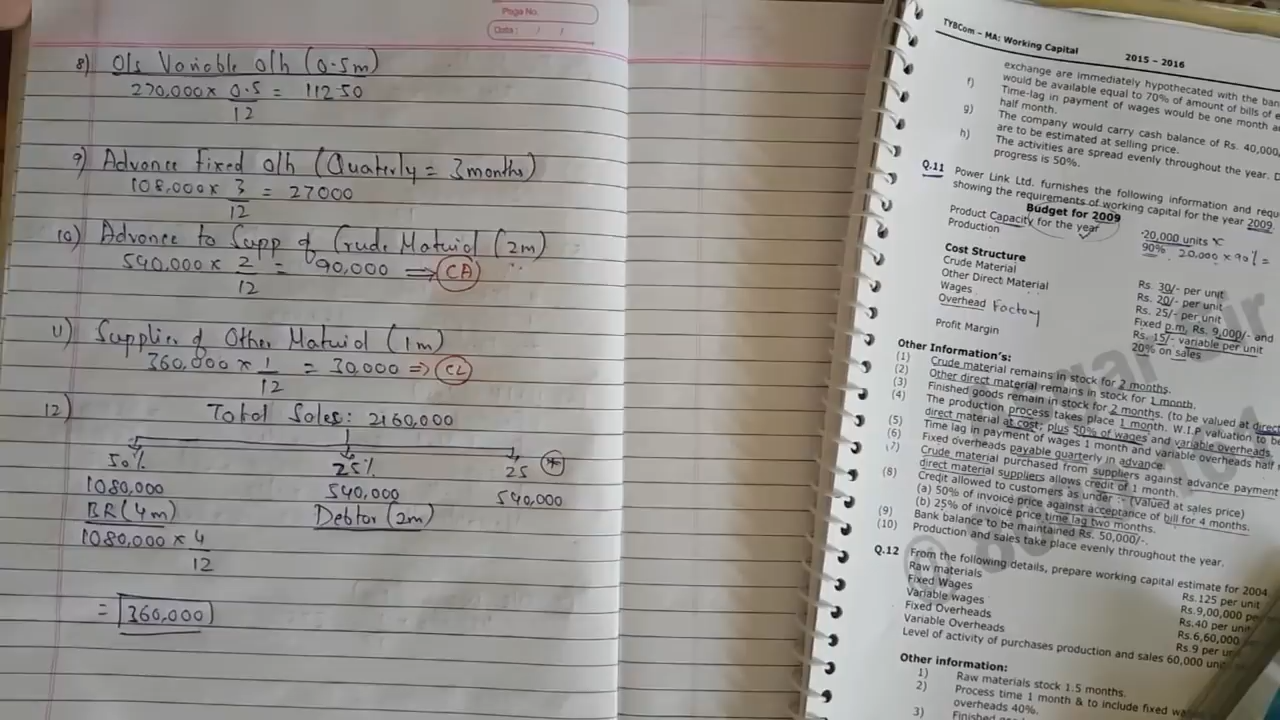 Page No.
Date: / /
8) O/s Variable o/h (0.5m)
270,000 × 0.5 = 11250
12
9) Advance Fixed o/h (Quaterly = 3 months)
108,000 × 3 = 27000
12
10) Advance to Supp of Crude Material (2m)
540,000 × 2 = 90,000 ⇒ CA
12
11) Supplier of Other Material (1m)
360,000 × 1 = 30,000 ⇒ CL
12
12) Total Sales: 2160,000
50% 25% 25 *
1080,000 540,000 540,000
BR (4m) Debtor (2m)
1080,000 × 4
12
= 360,000
TYBCom – MA: Working Capital 2015 – 2016
exchange are immediately hypothecated with the ban
would be available equal to 70% of amount of bills of e
f) Time-lag in payment of wages would be one month a
half month.
g) The company would carry cash balance of Rs. 40,000,
are to be estimated at selling price.
h) The activities are spread evenly throughout the year. D
progress is 50%.
Q.11 Power Link Ltd. furnishes the following information and requ
showing the requirements of working capital for the year 2009.
Budget for 2009
Product Capacity for the year 20,000 units
Production 90% 20,000 × 90% =
Cost Structure
Crude Material Rs. 30/- per unit
Other Direct Material Rs. 20/- per unit
Wages Rs. 25/- per unit
Overhead Factory Fixed p.m. Rs. 9,000/- and
Rs. 15/- variable per unit
Profit Margin 20% on sales
Other Information's:
(1) Crude material remains in stock for 2 months.
(2) Other direct material remains in stock for 1 month.
(3) Finished goods remain in stock for 2 months. (to be valued at direct
(4) The production process takes place 1 month. W.I.P valuation to be
direct material at cost; plus 50% of wages and variable overheads.
(5) Time lag in payment of wages 1 month and variable overheads half
(6) Fixed overheads payable quarterly in advance.
(7) Crude material purchased from suppliers against advance payment
direct material suppliers allows credit of 1 month.
(8) Credit allowed to customers as under :- (Valued at sales price)
(a) 50% of invoice price against acceptance of bill for 4 months.
(b) 25% of invoice price time lag two months.
(9) Bank balance to be maintained Rs. 50,000/-.
(10) Production and sales take place evenly throughout the year.
Q.12 From the following details, prepare working capital estimate for 2004
Raw materials Rs.125 per unit
Fixed Wages Rs.9,00,000 per
Variable wages Rs.40 per unit
Fixed Overheads Rs.6,60,000
Variable Overheads Rs.9 per
Level of activity of purchases production and sales 60,000
Other information:
1) Raw materials stock 1.5 months.
2) Process time 1 month & to include fixed
overheads 40%.
3) Finished